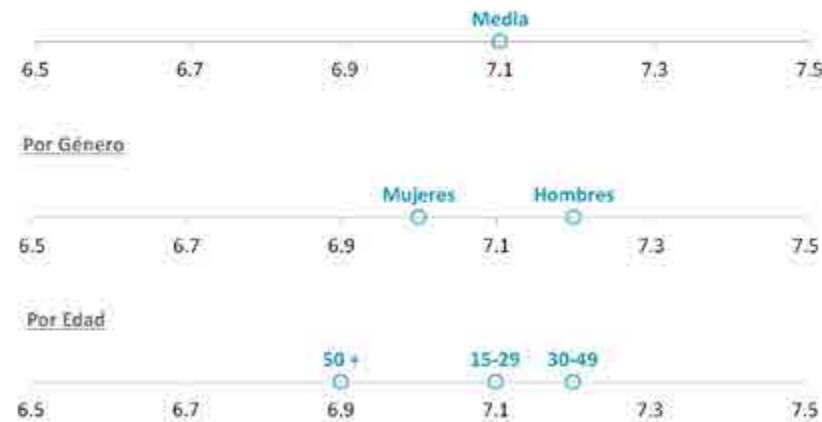 Media
6.5 6.7 6.9 7.1 7.3 7.5
Por Género
Mujeres Hombres
6.5 6.7 6.9 7.1 7.3 7.5
Por Edad
50 + 15-29 30-49
6.5 6.7 6.9 7.1 7.3 7.5